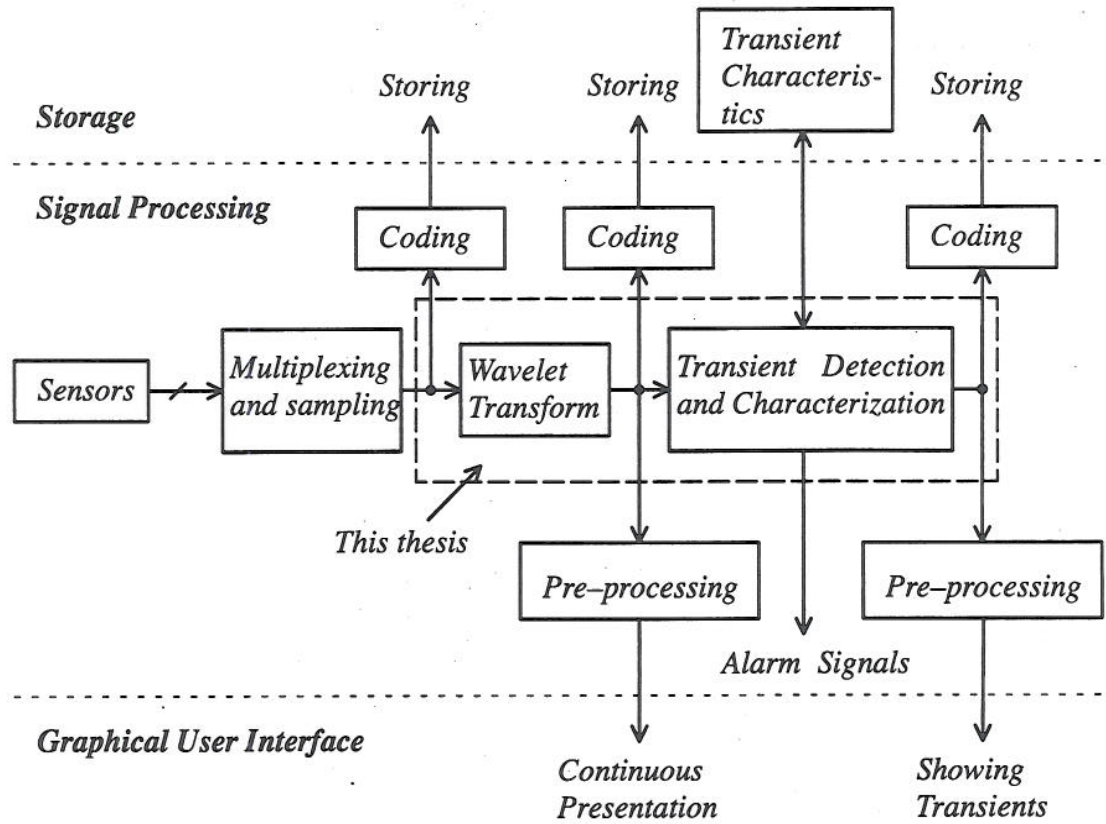 Transient
Characteris-
tics
Storing
Storing
Storing
Storage
Signal Processing
Coding
Coding
Coding
Sensors
Multiplexing
and sampling
Wavelet
Transform
Transient Detection
and Characterization
This thesis
Pre–processing
Pre–processing
Alarm Signals
Graphical User Interface
Continuous
Presentation
Showing
Transients